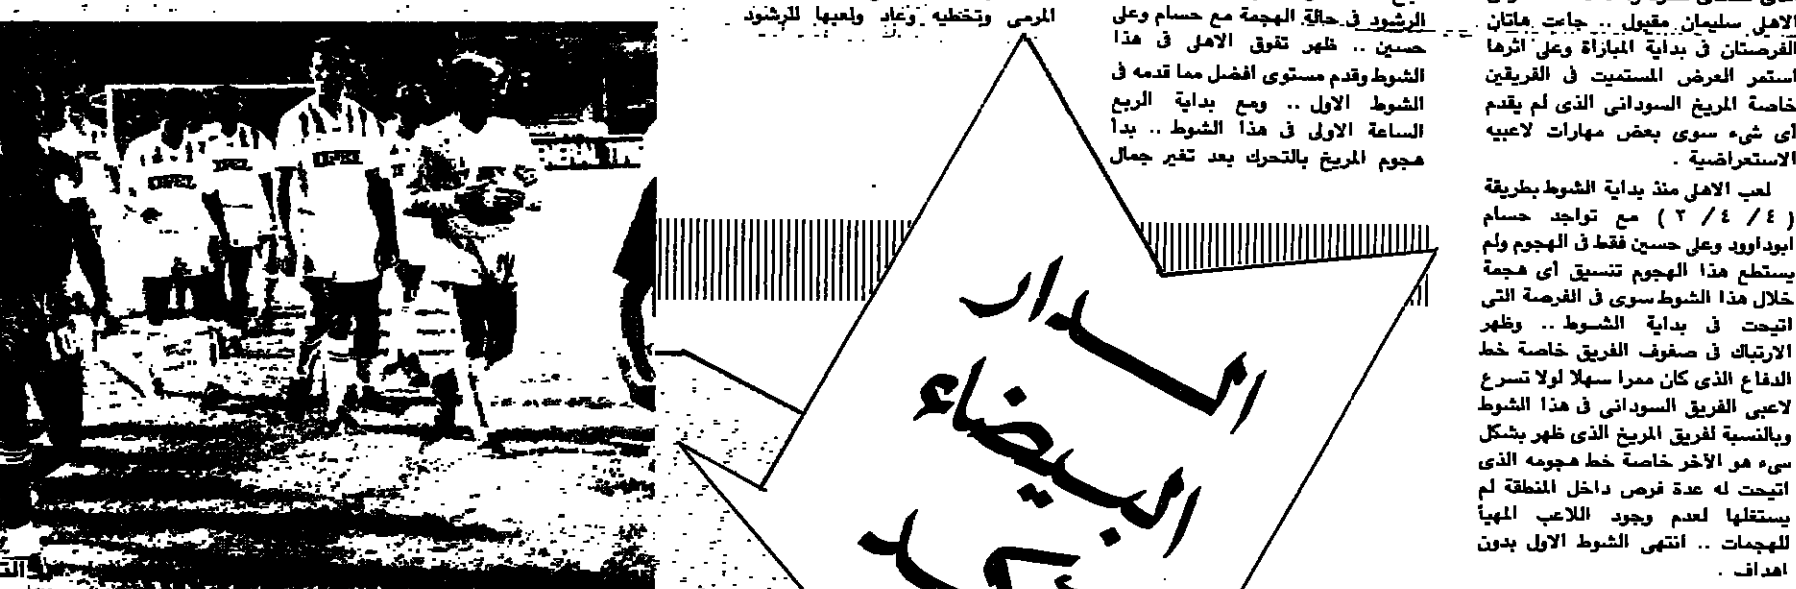 الاهلى سليمان مقبول .. جاءت هاتان
الفرصتان فى بداية المباراة وعلى اثرها
استمر العرض المستميت فى الفريقين
خاصة المريخ السودانى الذى لم يقدم
أى شىء سوى بعض مهارات لاعبيه
الاستعراضية .
لعب الاهلى منذ بداية الشوط بطريقة
( ٤ / ٤ / ٢ ) مع تواجد حسام
ابوداوود وعلى حسين فقط فى الهجوم ولم
يستطع هذا الهجوم تنسيق أى هجمة
خلال هذا الشوط سوى فى الفرصة التى
اتيحت فى بداية الشوط .. وظهر
الارتباك فى صفوف الفريق خاصة خط
الدفاع الذى كان ممرا سهلا لولا تسرع
لاعبى الفريق السودانى فى هذا الشوط
وبالنسبة لفريق المريخ الذى ظهر بشكل
سىء هو الآخر خاصة خط هجومه الذى
اتيحت له عدة فرص داخل المنطقة لم
يستغلها لعدم وجود اللاعب المهيأ
للهجمات .. انتهى الشوط الاول بدون
اهداف .
الرشود فى حالة الهجمة مع حسام وعلى
حسين .. ظهر تفوق الاهلى فى هذا
الشوط وقدم مستوى افضل مما قدمه فى
الشوط الاول .. ومع بداية الربع
الساعة الاولى فى هذا الشوط .. بدأ
هجوم المريخ بالتحرك بعد تغير جمال
المرمى وتخطيه وعاد ولعبها للرشود
الدار
البيضاء
OPEL
OPEL
OPEL